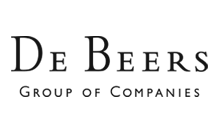 DE BEERS
GROUP OF COMPANIES